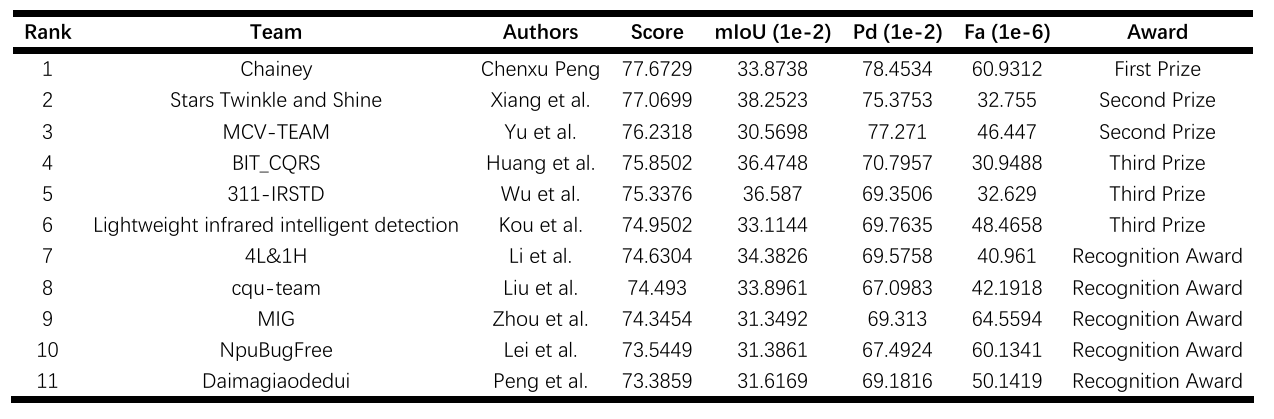 Rank Team Authors Score mIoU (1e-2) Pd (1e-2) Fa (1e-6) Award
1 Chainey Chenxu Peng 77.6729 33.8738 78.4534 60.9312 First Prize
2 Stars Twinkle and Shine Xiang et al. 77.0699 38.2523 75.3753 32.755 Second Prize
3 MCV-TEAM Yu et al. 76.2318 30.5698 77.271 46.447 Second Prize
4 BIT_CQRS Huang et al. 75.8502 36.4748 70.7957 30.9488 Third Prize
5 311-IRSTD Wu et al. 75.3376 36.587 69.3506 32.629 Third Prize
6 Lightweight infrared intelligent detection Kou et al. 74.9502 33.1144 69.7635 48.4658 Third Prize
7 4L&1H Li et al. 74.6304 34.3826 69.5758 40.961 Recognition Award
8 cqu-team Liu et al. 74.493 33.8961 67.0983 42.1918 Recognition Award
9 MIG Zhou et al. 74.3454 31.3492 69.313 64.5594 Recognition Award
10 NpuBugFree Lei et al. 73.5449 31.3861 67.4924 60.1341 Recognition Award
11 Daimagiaodedui Peng et al. 73.3859 31.6169 69.1816 50.1419 Recognition Award